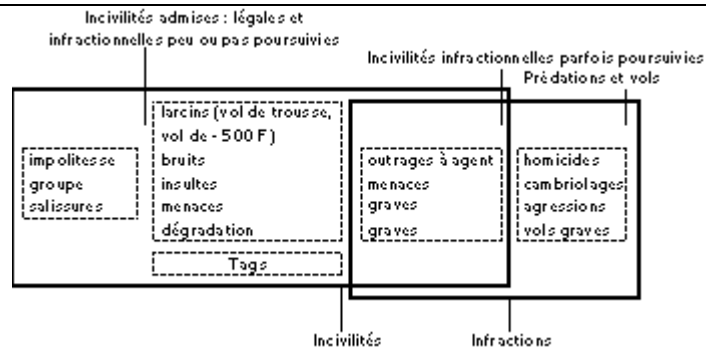 Incivilités admises : légales et
infractionnelles peu ou pas poursuivies
Incivilités infractionnelles parfois poursuivies
Prédations et vols
impolitesse
groupe
salissures
larcins (vol de trousse,
vol de - 500 F)
bruits
insultes
menaces
dégradation
Tags
outrages à agent
menaces
graves
graves
homicides
cambriolages
agressions
vols graves
Incivilités
Infractions